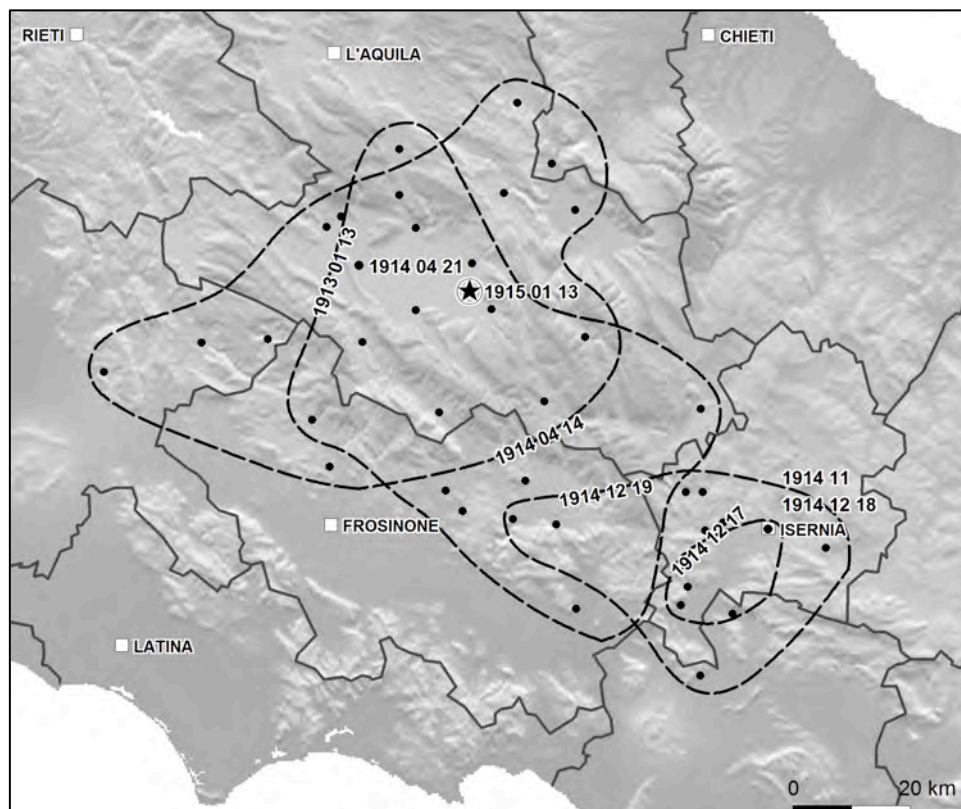 RIETI
CHIETI
L'AQUILA
1913 01 13
1914 04 21
1915 01 13
1914 04 14
1914 11
1914 12 19
1914 12 18
1914 12 17
ISERNIA
FROSINONE
LATINA
0 20 km